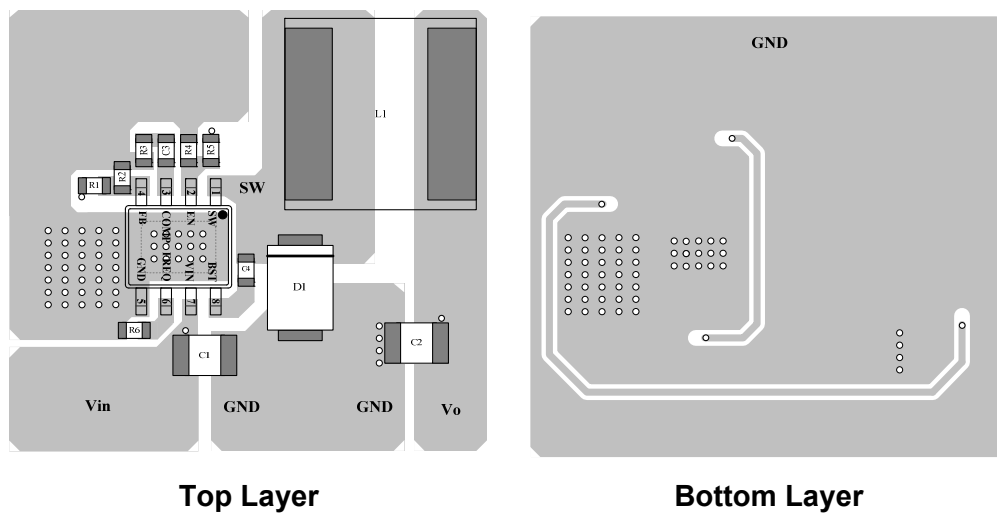 GND
L1
R3
C3
R4
R5
R1
R2
4
3
2
1
SW
FB
COMP
EN
SW
GND
FREQ
VIN
BST
C4
D1
5
6
7
8
R6
C1
C2
Vin
GND
GND
Vo
Top Layer
Bottom Layer